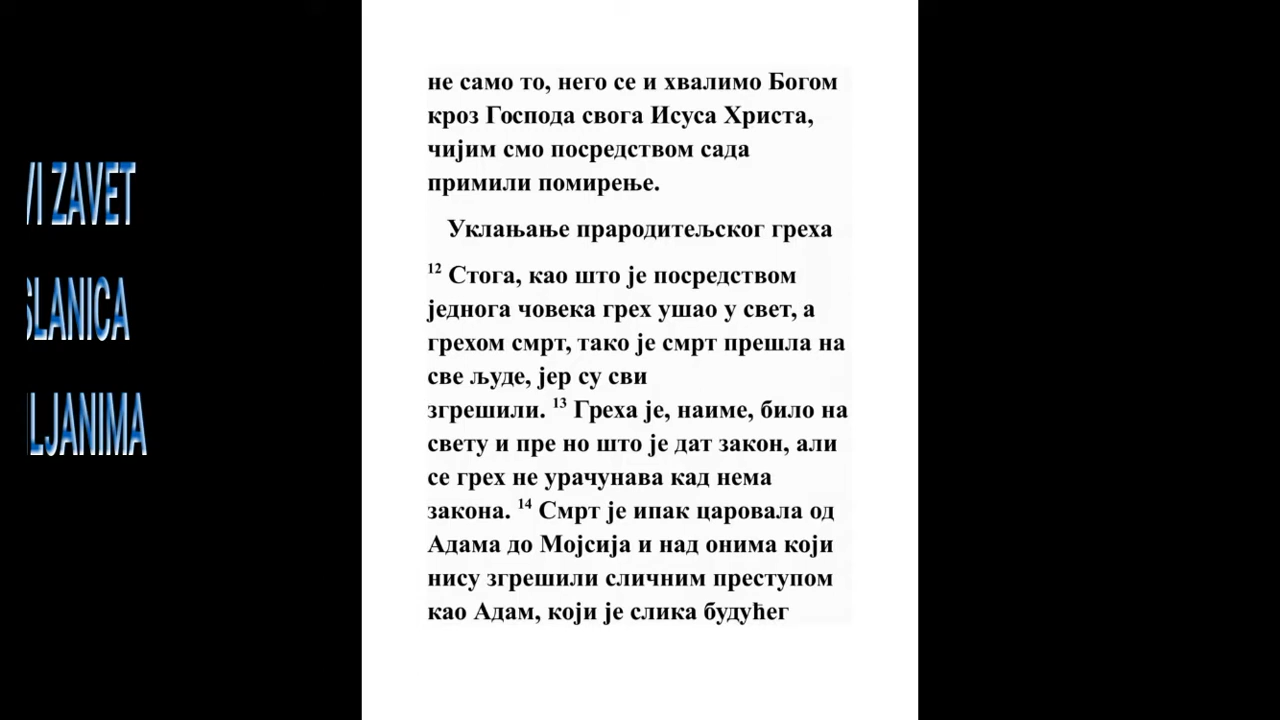 VI ZAVET
SLANICA
LJANIMA
не само то, него се и хвалимо Богом
кроз Господа свога Исуса Христа,
чијим смо посредством сада
примили помирење.
Уклањање прародитељског греха
12 Стога, као што је посредством
једнога човека грех ушао у свет, а
грехом смрт, тако је смрт прешла на
све људе, јер су сви
згрешили. 13 Греха је, наиме, било на
свету и пре но што је дат закон, али
се грех не урачунава кад нема
закона. 14 Смрт је ипак царовала од
Адама до Мојсија и над онима који
нису згрешили сличним преступом
као Адам, који је слика будућег